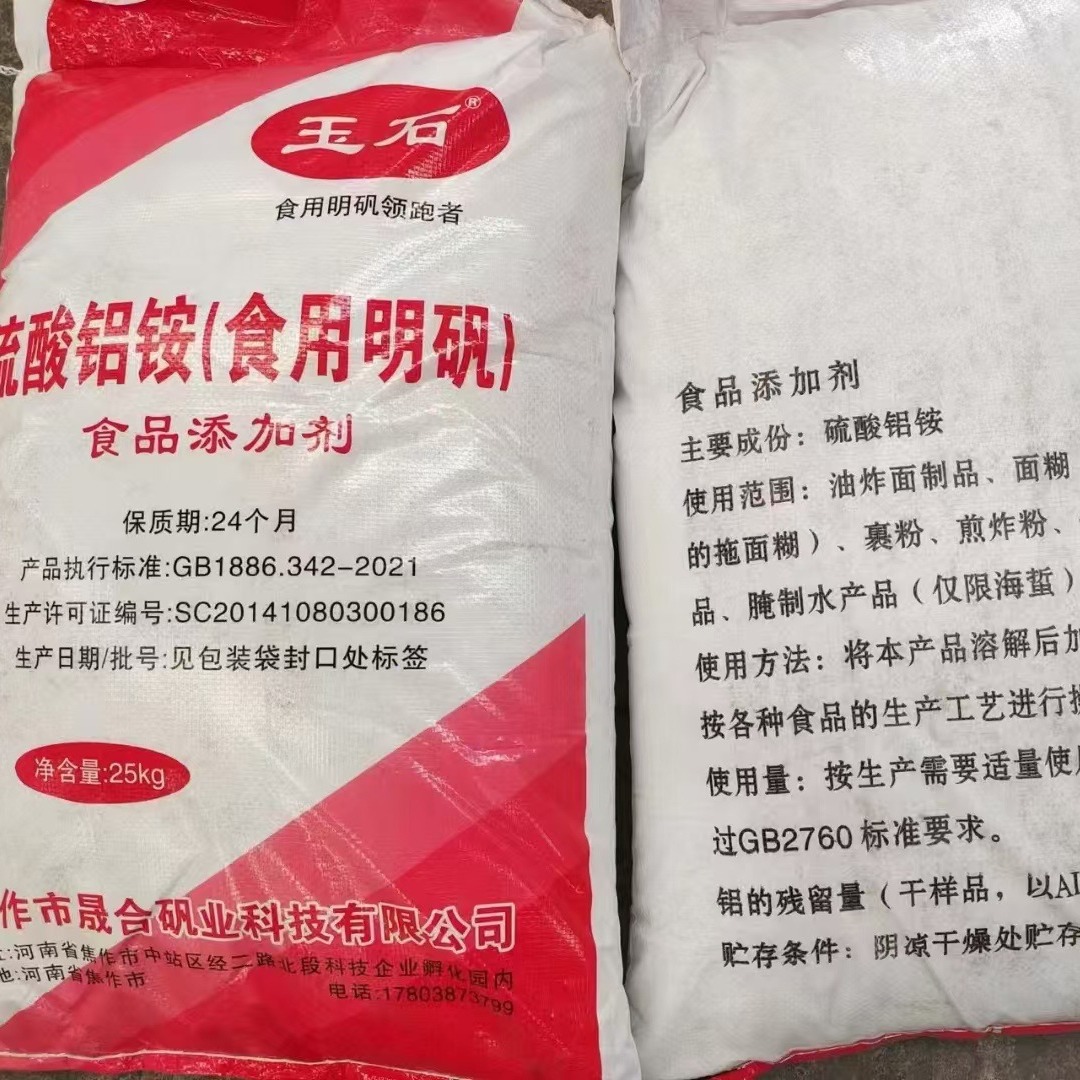 玉石®
食用明矾领跑者
硫酸铝铵(食用明矾)
食品添加剂
保质期:24个月
产品执行标准:GB1886.342-2021
生产许可证编号:SC20141080300186
生产日期/批号:见包装袋封口处标签
净含量:25kg
作市晟合矾业科技有限公司
:河南省焦作市中站区经二路北段科技企业孵化园内
地:河南省焦作市
电话:17803873799
食品添加剂
主要成份：硫酸铝铵
使用范围：油炸面制品、面糊
的拖面糊）、裹粉、煎炸粉、
品、腌制水产品（仅限海蜇）
使用方法：将本产品溶解后加
按各种食品的生产工艺进行
使用量：按生产需要适量使用
过GB2760标准要求。
铝的残留量（干样品，以Al
贮存条件：阴凉干燥处贮存